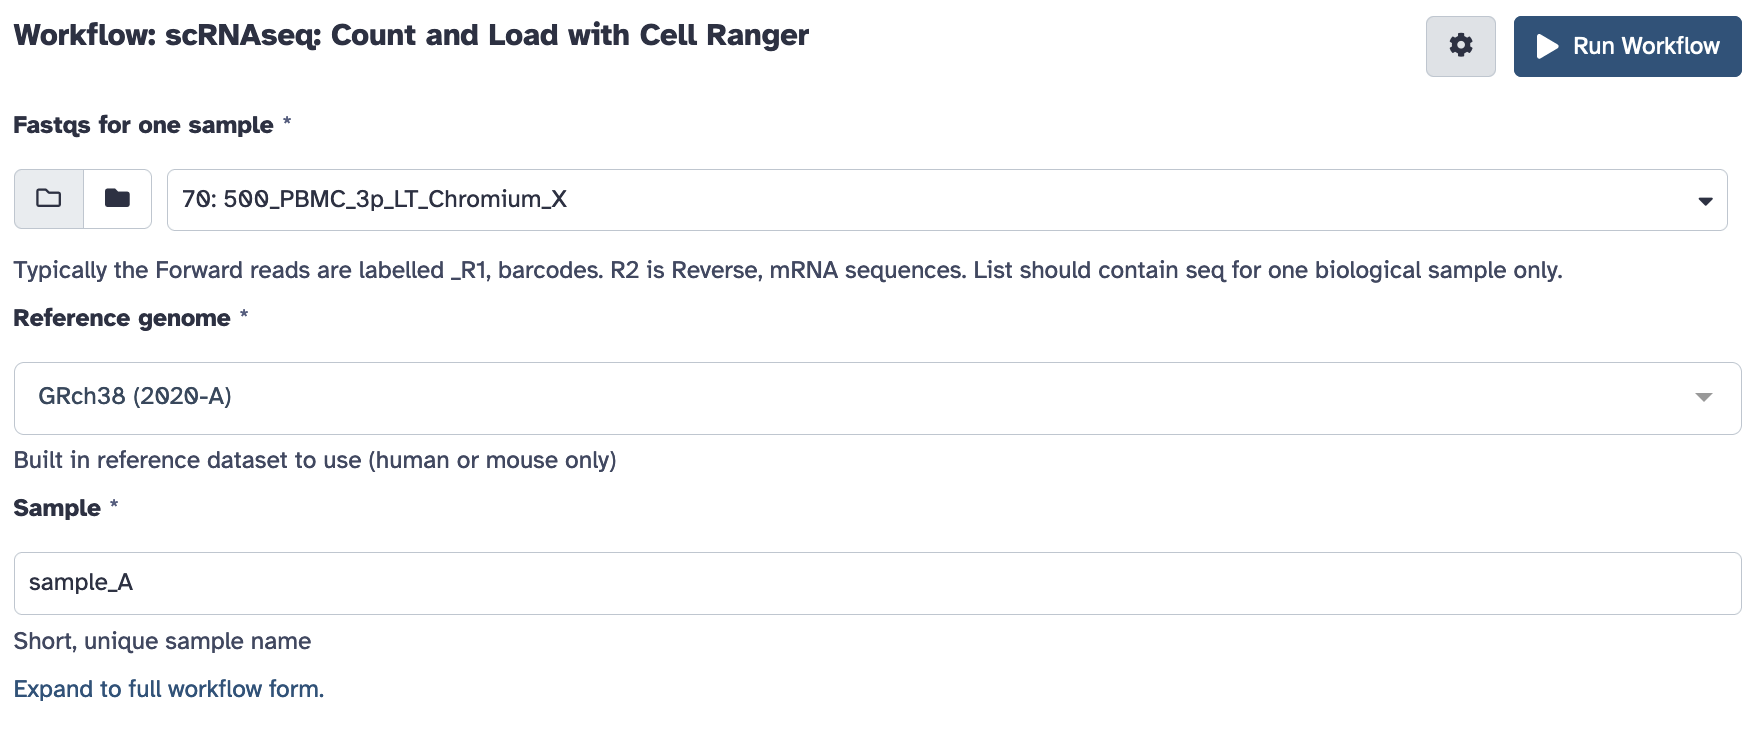 Workflow: scRNAseq: Count and Load with Cell Ranger
Run Workflow
Fastqs for one sample *
70: 500_PBMC_3p_LT_Chromium_X
Typically the Forward reads are labelled _R1, barcodes. R2 is Reverse, mRNA sequences. List should contain seq for one biological sample only.
Reference genome *
GRch38 (2020-A)
Built in reference dataset to use (human or mouse only)
Sample *
sample_A
Short, unique sample name
Expand to full workflow form.